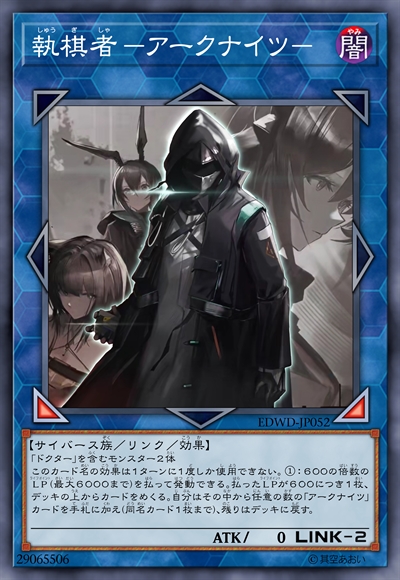 しゅう ぎ しゃ
執棋者－アークナイツ－
やみ
闇
EDWD-JP052
【サイバース族／リンク／効果】
「ドクター」を含むモンスター２体
このカード名の効果は１ターンに１度しか使用できない。①：６００の倍数の
ＬＰ(最大６０００まで)を払って発動できる。払ったＬＰが６００につき１枚、
デッキの上からカードをめくる。自分はその中から任意の数の「アークナイツ」
カードを手札に加え(同名カード１枚まで)、残りはデッキに戻す。
ATK/ 0 LINK-2
29065506
©真空あおい